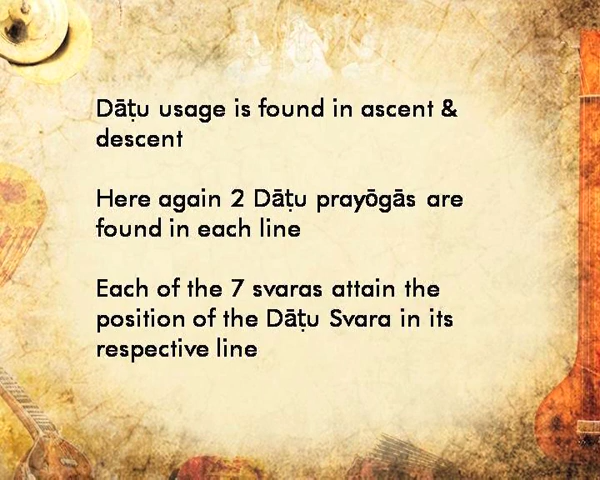 Dāṭu usage is found in ascent &
descent
Here again 2 Dāṭu prayōgās are
found in each line
Each of the 7 svaras attain the
position of the Dāṭu Svara in its
respective line